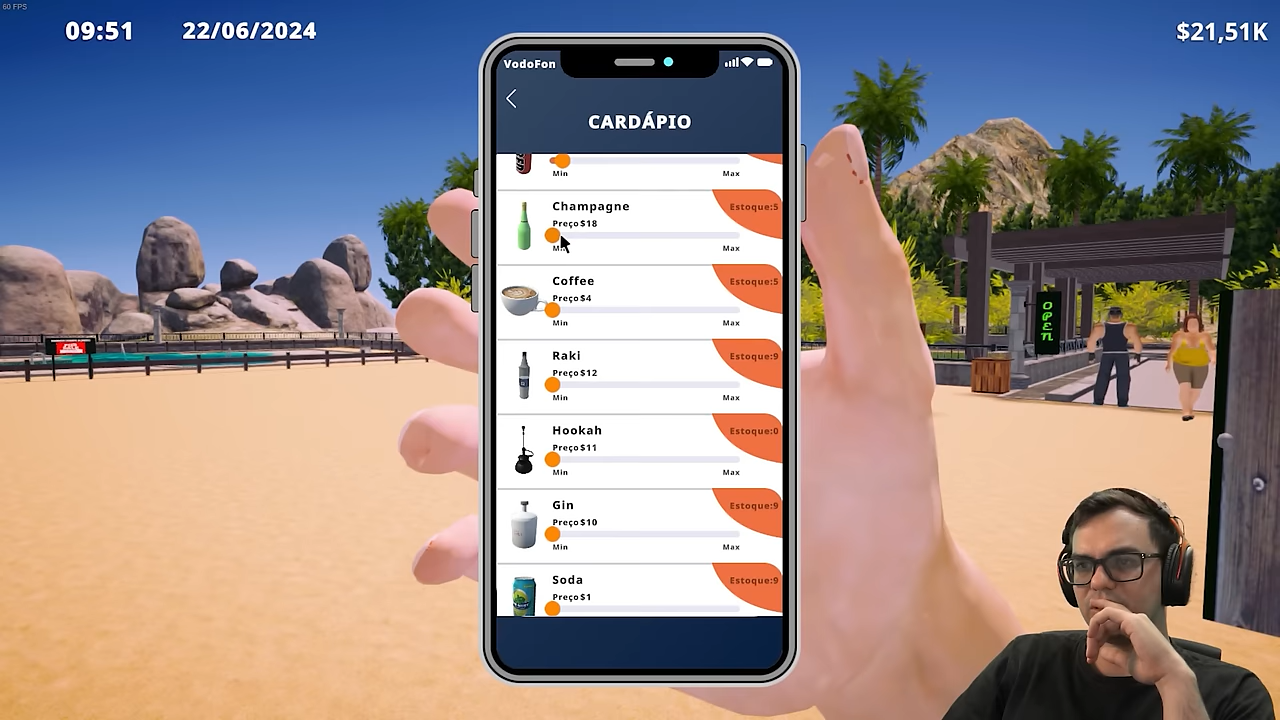 60 FPS
09:51 22/06/2024 $21,51K
VodoFon
CARDÁPIO
Min Max
Champagne
Preço$18
Estoque:5
Max
Coffee
Preço$4
Estoque:5
Min Max
Raki
Preço$12
Estoque:9
Min Max
Hookah
Preço$11
Estoque:0
Min Max
Gin
Preço$10
Estoque:9
Min Max
Soda
Preço$1
Estoque:9
OPEN